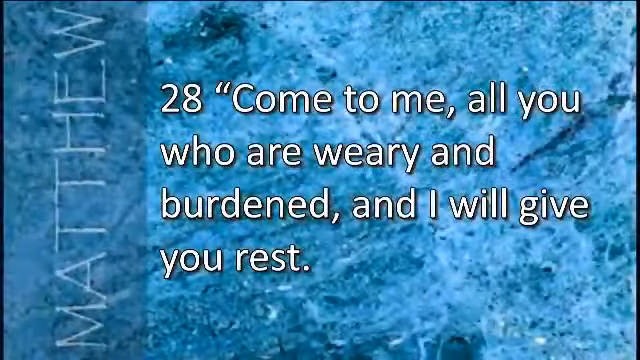 MATTHEW
28 “Come to me, all you
who are weary and
burdened, and I will give
you rest.